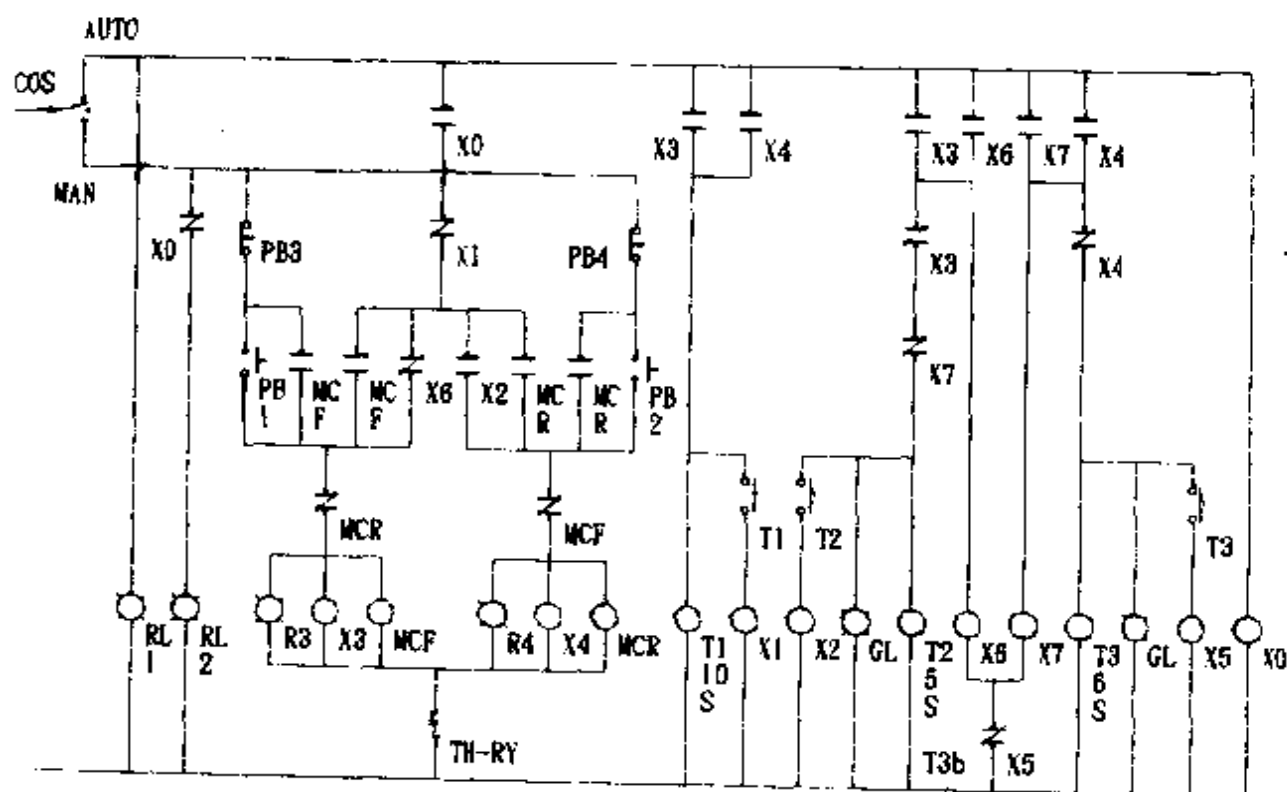 AUTO
COS
X0
X3
X4
X3
X6
X7
X4
MAN
X0
PB3
X1
PB4
X3
X4
X7
PB
1
MC
F
MC
F
X6
X2
MC
R
MC
R
PB
2
MCR
MCF
T1
T2
T3
RL
1
RL
2
R3
X3
MCF
R4
X4
MCR
T1
10
S
X1
X2
GL
T2
5
S
X6
X7
T3
6
S
GL
X5
X0
TH-RY
T3b
X5